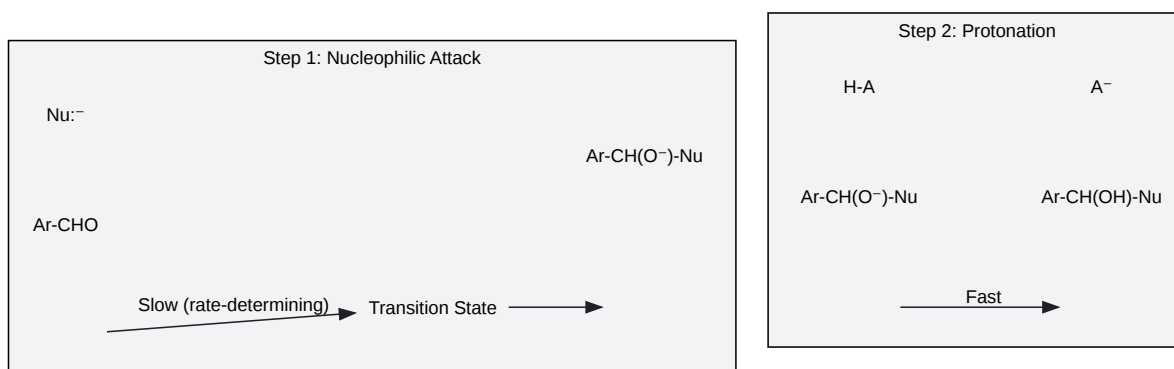 Step 1: Nucleophilic Attack
Nu:⁻
Ar-CH(O⁻)-Nu
Ar-CHO
Slow (rate-determining)
Transition State
Step 2: Protonation
H-A
A⁻
Ar-CH(O⁻)-Nu
Ar-CH(OH)-Nu
Fast